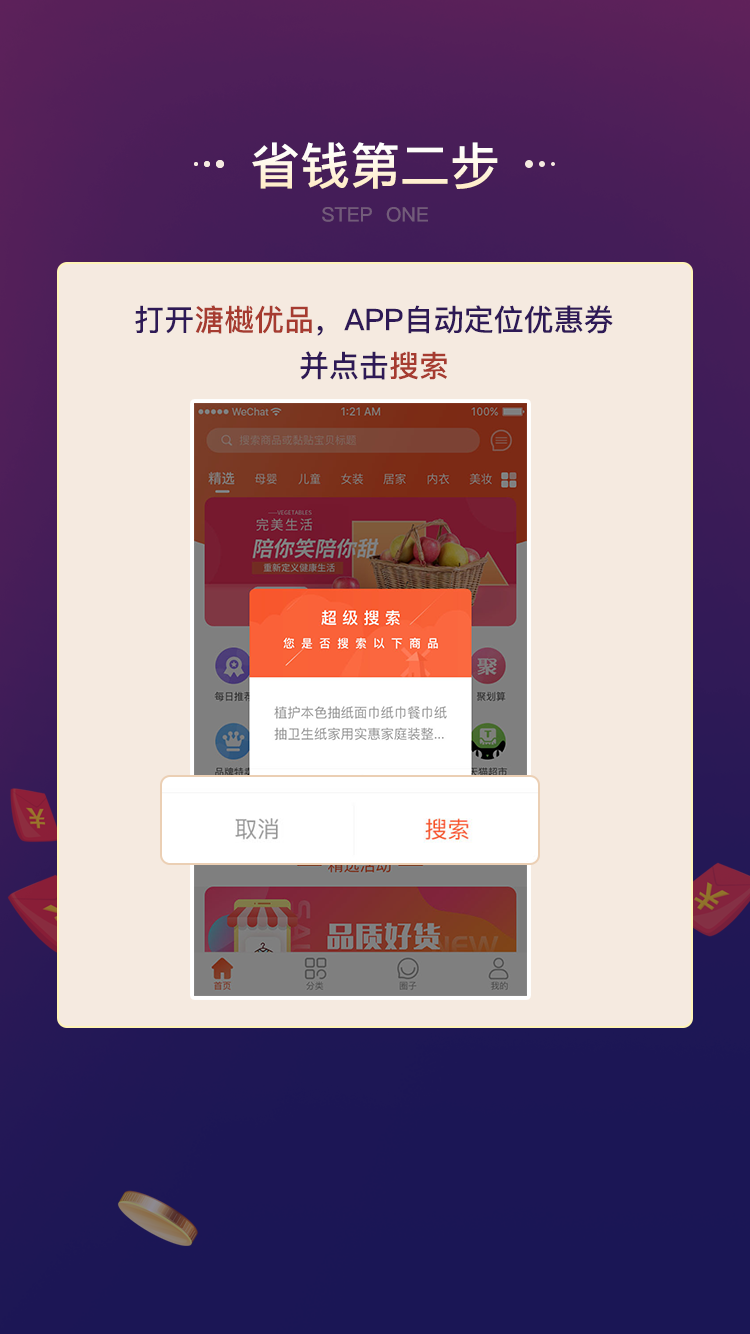 省钱第二步
STEP ONE
打开溏樾优品，APP自动定位优惠券
并点击搜索
WeChat 1:21 AM 100%
搜索商品或黏贴宝贝标题
精选 母婴 儿童 女装 居家 内衣 美妆
VEGETABLES
完美生活
陪你笑陪你甜
重新定义健康生活
超级搜索
您是否搜索以下商品
每日推荐 聚 聚划算
植护本色抽纸面巾纸巾餐巾纸
抽卫生纸家用实惠家庭装整...
品牌特卖 天猫超市
取消 搜索
精选活动
品质好货
首页 分类 圈子 我的